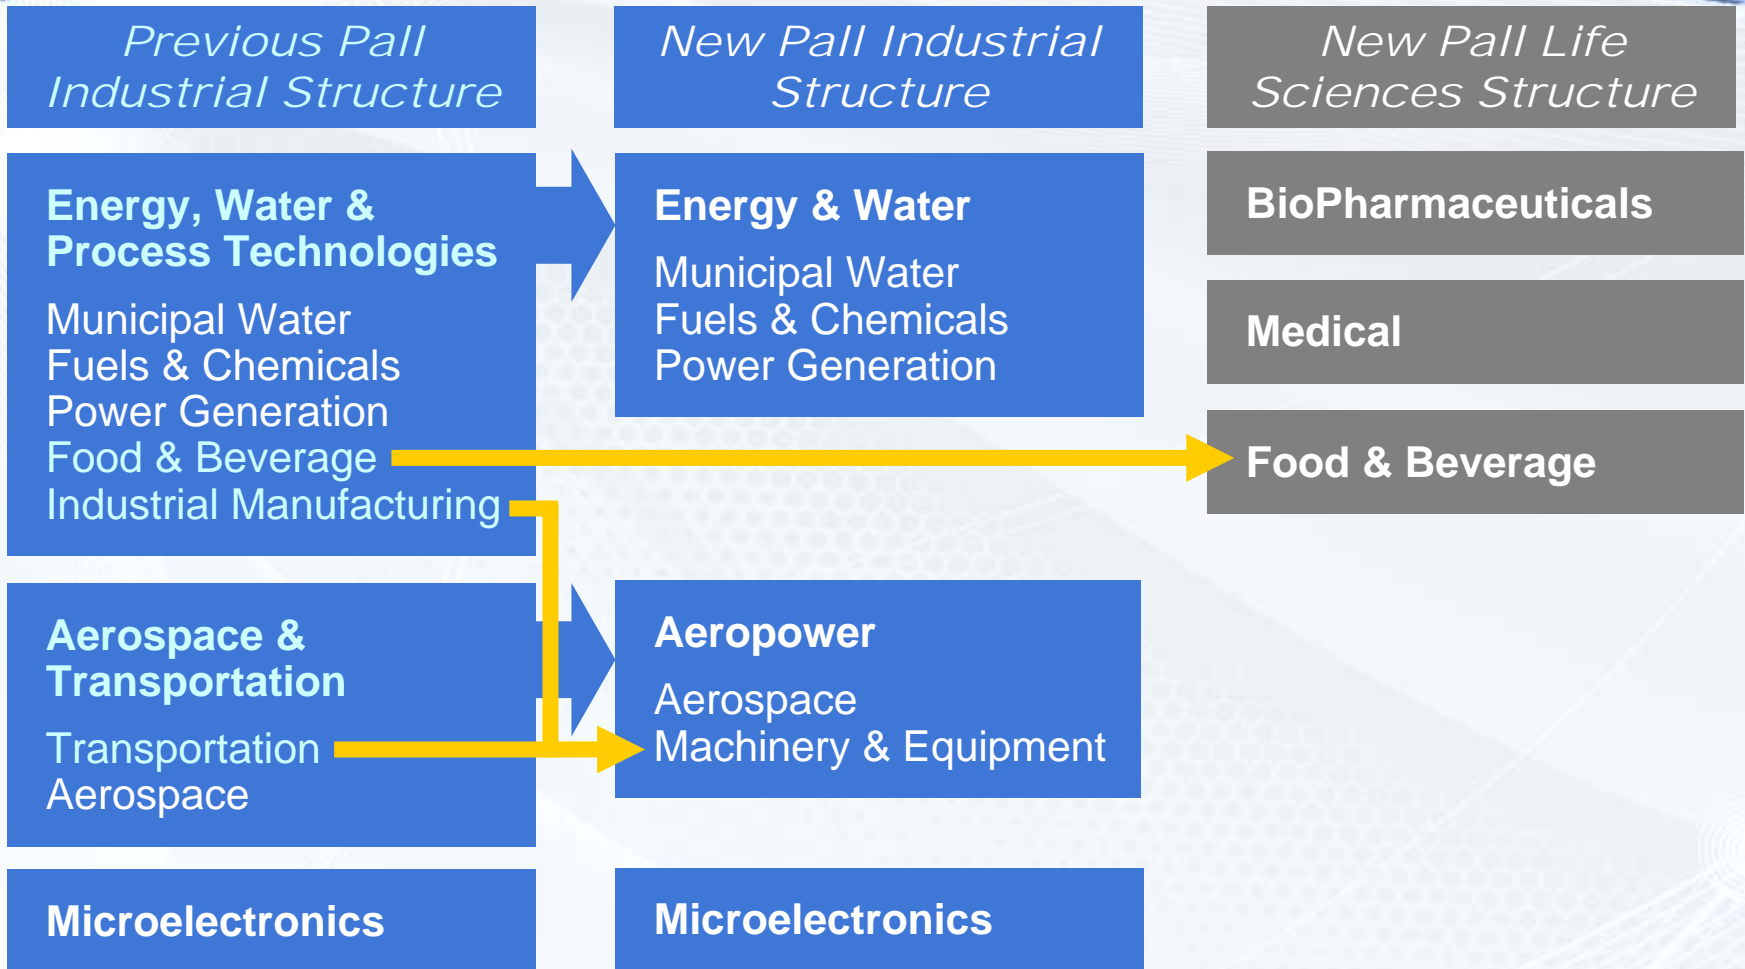 Previous Pall
Industrial Structure
New Pall Industrial
Structure
New Pall Life
Sciences Structure
Energy, Water &
Process Technologies
Municipal Water
Fuels & Chemicals
Power Generation
Food & Beverage
Industrial Manufacturing
Energy & Water
Municipal Water
Fuels & Chemicals
Power Generation
BioPharmaceuticals
Medical
Food & Beverage
Aerospace &
Transportation
Transportation
Aerospace
Aeropower
Aerospace
Machinery & Equipment
Microelectronics
Microelectronics